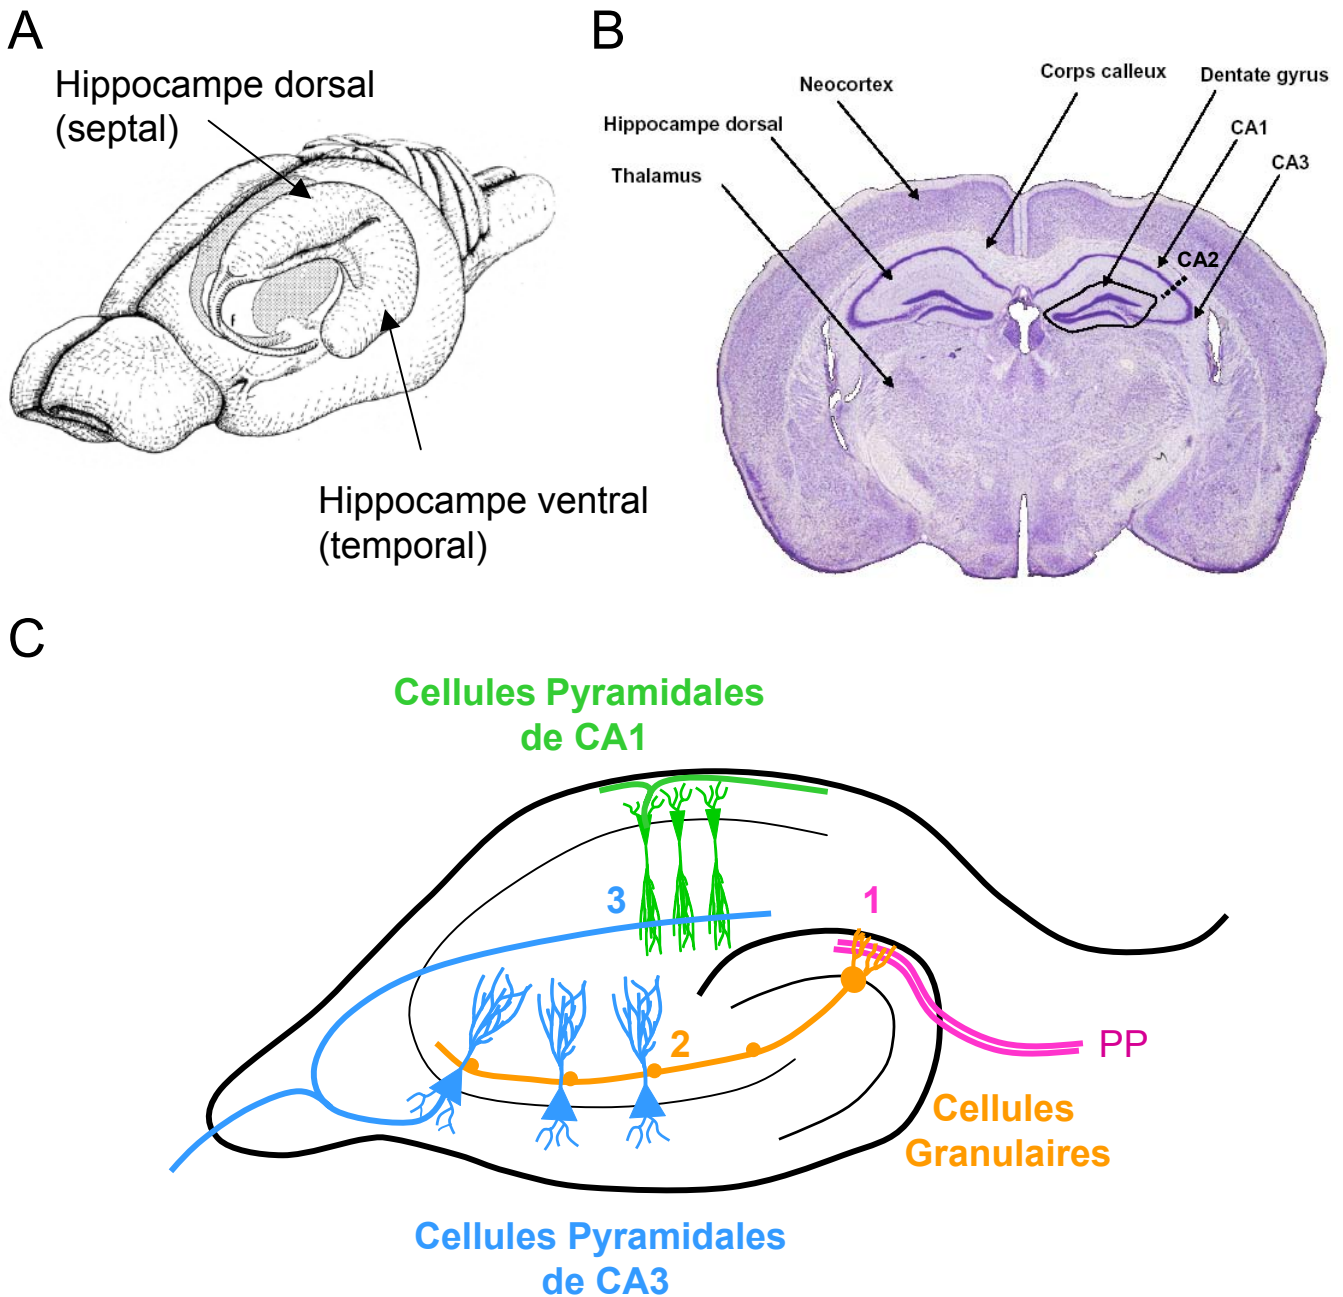 A
Hippocampe dorsal
(septal)
f
Hippocampe ventral
(temporal)
B
Neocortex
Corps calleux
Dentate gyrus
Hippocampe dorsal
CA1
Thalamus
CA3
CA2
C
Cellules Pyramidales
de CA1
3
1
2
PP
Cellules
Granulaires
Cellules Pyramidales
de CA3